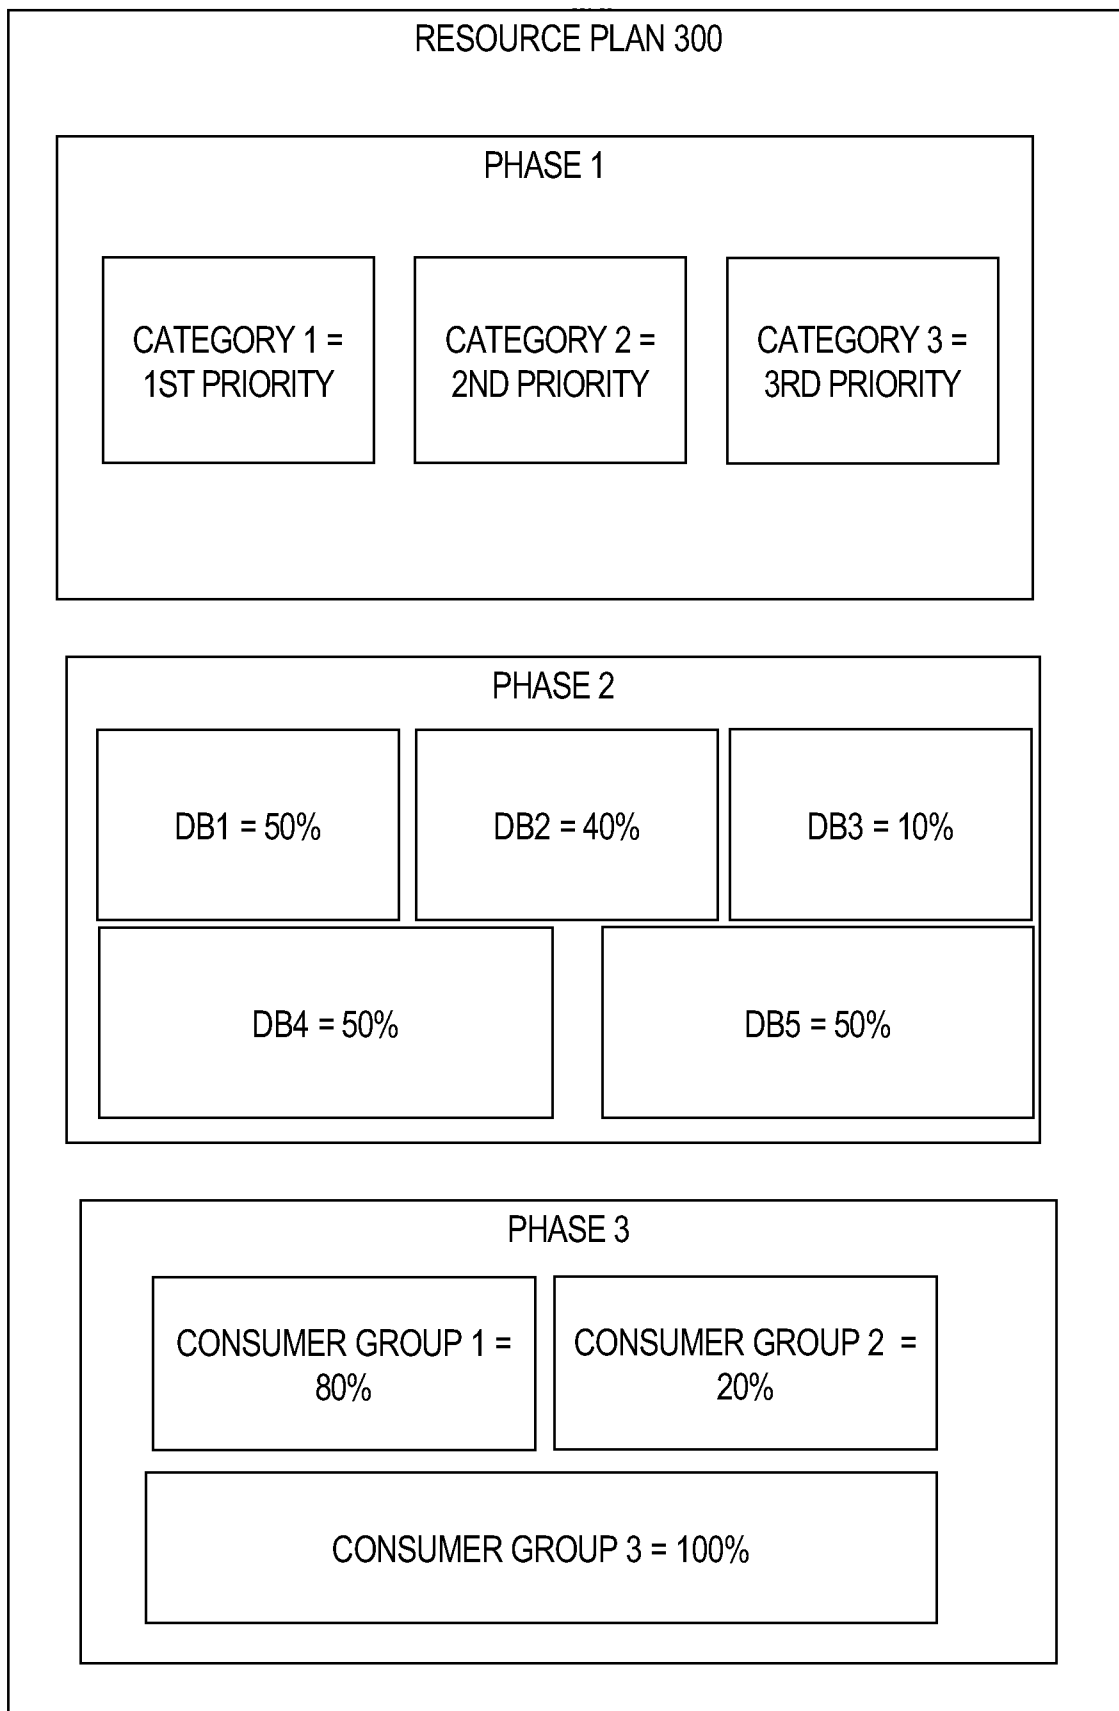 RESOURCE PLAN 300
PHASE 1
CATEGORY 1 =
1ST PRIORITY
CATEGORY 2 =
2ND PRIORITY
CATEGORY 3 =
3RD PRIORITY
PHASE 2
DB1 = 50%
DB2 = 40%
DB3 = 10%
DB4 = 50%
DB5 = 50%
PHASE 3
CONSUMER GROUP 1 =
80%
CONSUMER GROUP 2 =
20%
CONSUMER GROUP 3 = 100%